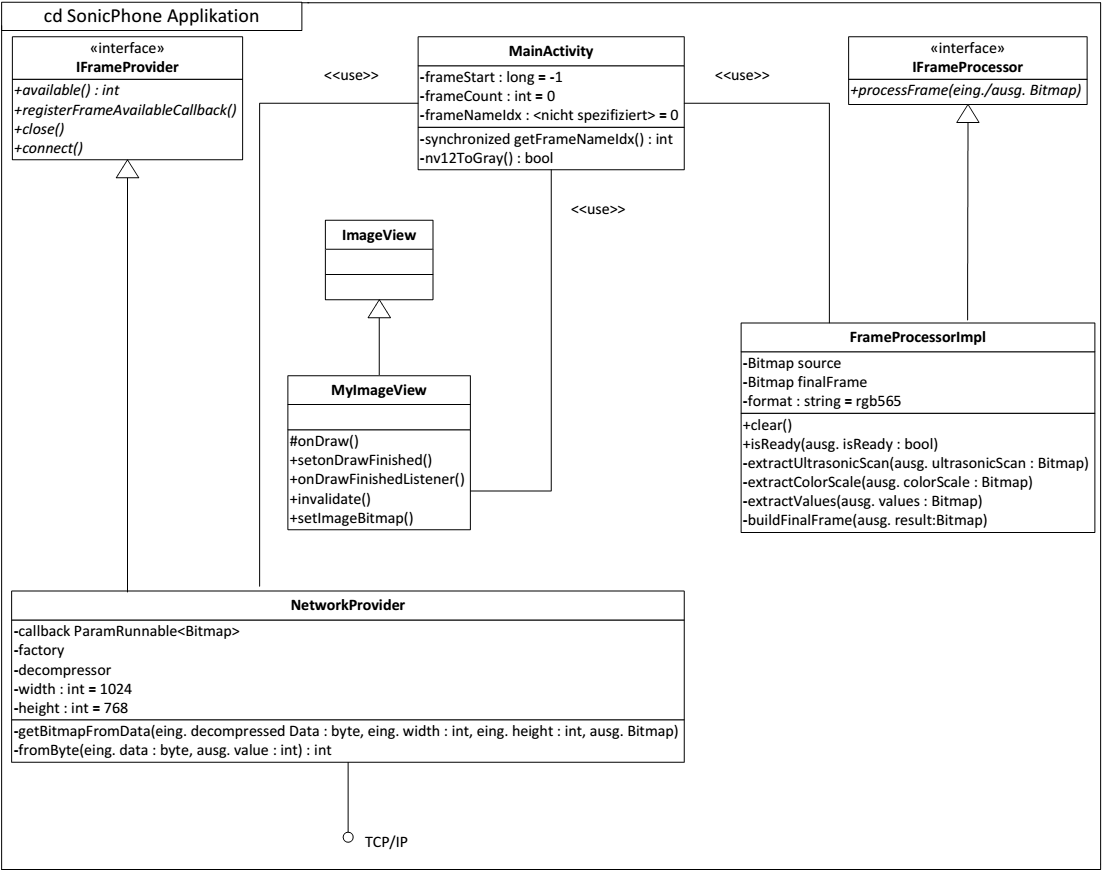 cd SonicPhone Applikation
«interface»
IFrameProvider
+available() : int
+registerFrameAvailableCallback()
+close()
+connect()
<<use>>
MainActivity
-frameStart : long = -1
-frameCount : int = 0
-frameNameIdx : <nicht spezifiziert> = 0
-synchronized getFrameNameIdx() : int
-nv12ToGray() : bool
<<use>>
«interface»
IFrameProcessor
+processFrame(eing./ausg. Bitmap)
<<use>>
ImageView
MyImageView
#onDraw()
+setonDrawFinished()
+onDrawFinishedListener()
+invalidate()
+setImageBitmap()
FrameProcessorImpl
-Bitmap source
-Bitmap finalFrame
-format : string = rgb565
+clear()
+isReady(ausg. isReady : bool)
-extractUltrasonicScan(ausg. ultrasonicScan : Bitmap)
-extractColorScale(ausg. colorScale : Bitmap)
-extractValues(ausg. values : Bitmap)
-buildFinalFrame(ausg. result:Bitmap)
NetworkProvider
-callback ParamRunnable<Bitmap>
-factory
-decompressor
-width : int = 1024
-height : int = 768
-getBitmapFromData(eing. decompressed Data : byte, eing. width : int, eing. height : int, ausg. Bitmap)
-fromByte(eing. data : byte, ausg. value : int) : int
TCP/IP